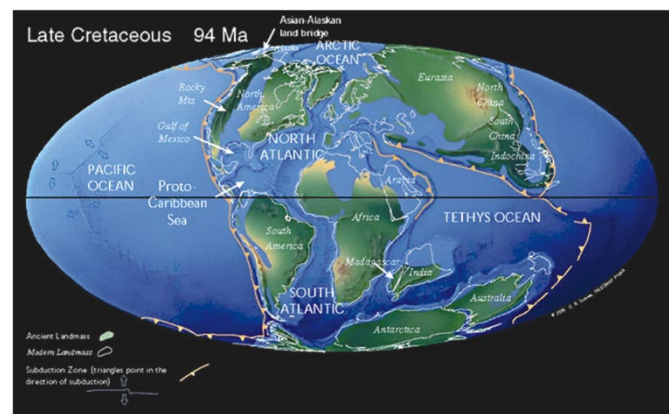 Late Cretaceous 94 Ma
Asian-Alaskan
land bridge
ARCTIC
OCEAN
Eurasia
North
America
Rocky
Mts
North
China
South
China
Gulf of
Mexico
NORTH
ATLANTIC
Indochina
PACIFIC
OCEAN
Proto-
Caribbean
Sea
Arabia
Africa
TETHYS OCEAN
South
America
Madagascar
India
SOUTH
ATLANTIC
Australia
Antarctica
Ancient Landmass
Modern Landmass
Subduction Zone (triangles point in the
direction of subduction)